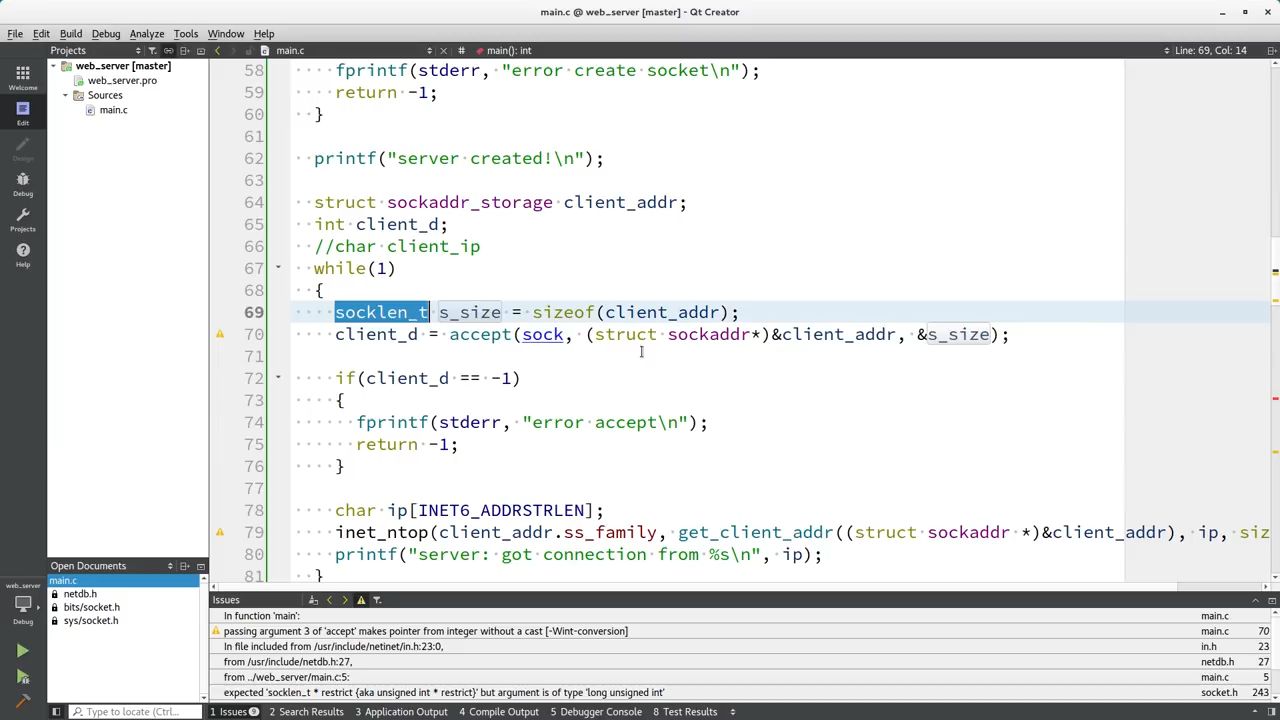 main.c @ web_server [master] - Qt Creator
File Edit Build Debug Analyze Tools Window Help
Projects main.c # main(): int Line: 69, Col: 14
Welcome
Edit
Design
Debug
Projects
Help
web_server
Debug
web_server [master]
web_server.pro
Sources
main.c
58 fprintf(stderr, "error create socket\n");
59 return -1;
60 }
61
62 printf("server created!\n");
63
64 struct sockaddr_storage client_addr;
65 int client_d;
66 //char client_ip
67 while(1)
68 {
69 socklen_t s_size = sizeof(client_addr);
70 client_d = accept(sock, (struct sockaddr*)&client_addr, &s_size);
71
72 if(client_d == -1)
73 {
74 fprintf(stderr, "error accept\n");
75 return -1;
76 }
77
78 char ip[INET6_ADDRSTRLEN];
79 inet_ntop(client_addr.ss_family, get_client_addr((struct sockaddr *)&client_addr), ip, siz
80 printf("server: got connection from %s\n", ip);
81 }
Open Documents
main.c
netdb.h
bits/socket.h
sys/socket.h
Issues
In function 'main': main.c
passing argument 3 of 'accept' makes pointer from integer without a cast [-Wint-conversion] main.c 70
In file included from /usr/include/netinet/in.h:23:0, in.h 23
from /usr/include/netdb.h:27, netdb.h 27
from ../web_server/main.c:5: main.c 5
expected 'socklen_t * restrict {aka unsigned int * restrict}' but argument is of type 'long unsigned int' socket.h 243
Type to locate (Ctrl... 1 Issues 9 2 Search Results 3 Application Output 4 Compile Output 5 Debugger Console 8 Test Results